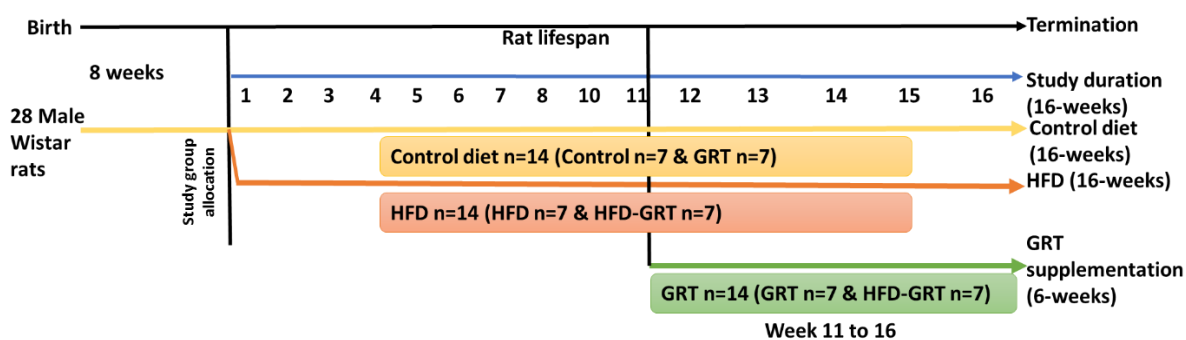 Birth
Rat lifespan
Termination
8 weeks
Study duration
(16-weeks)
1 2 3 4 5 6 7 8 10 11 12 13 14 15 16
28 Male
Wistar
rats
Control diet
(16-weeks)
Study group
allocation
Control diet n=14 (Control n=7 & GRT n=7)
HFD (16-weeks)
HFD n=14 (HFD n=7 & HFD-GRT n=7)
GRT
supplementation
(6-weeks)
GRT n=14 (GRT n=7 & HFD-GRT n=7)
Week 11 to 16